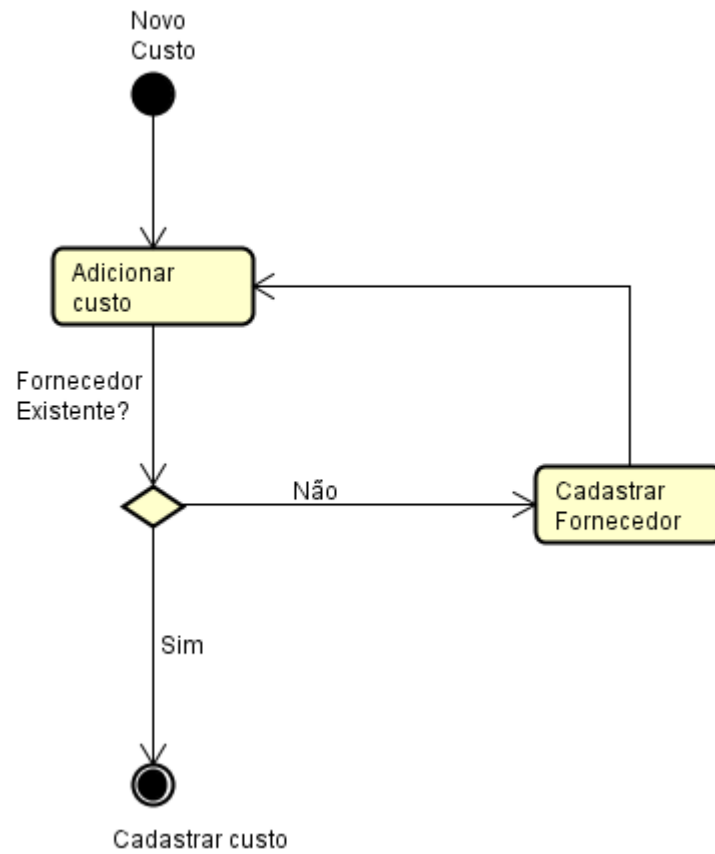 Novo
Custo
Adicionar
custo
Fornecedor
Existente?
Não
Cadastrar
Fornecedor
Sim
Cadastrar custo